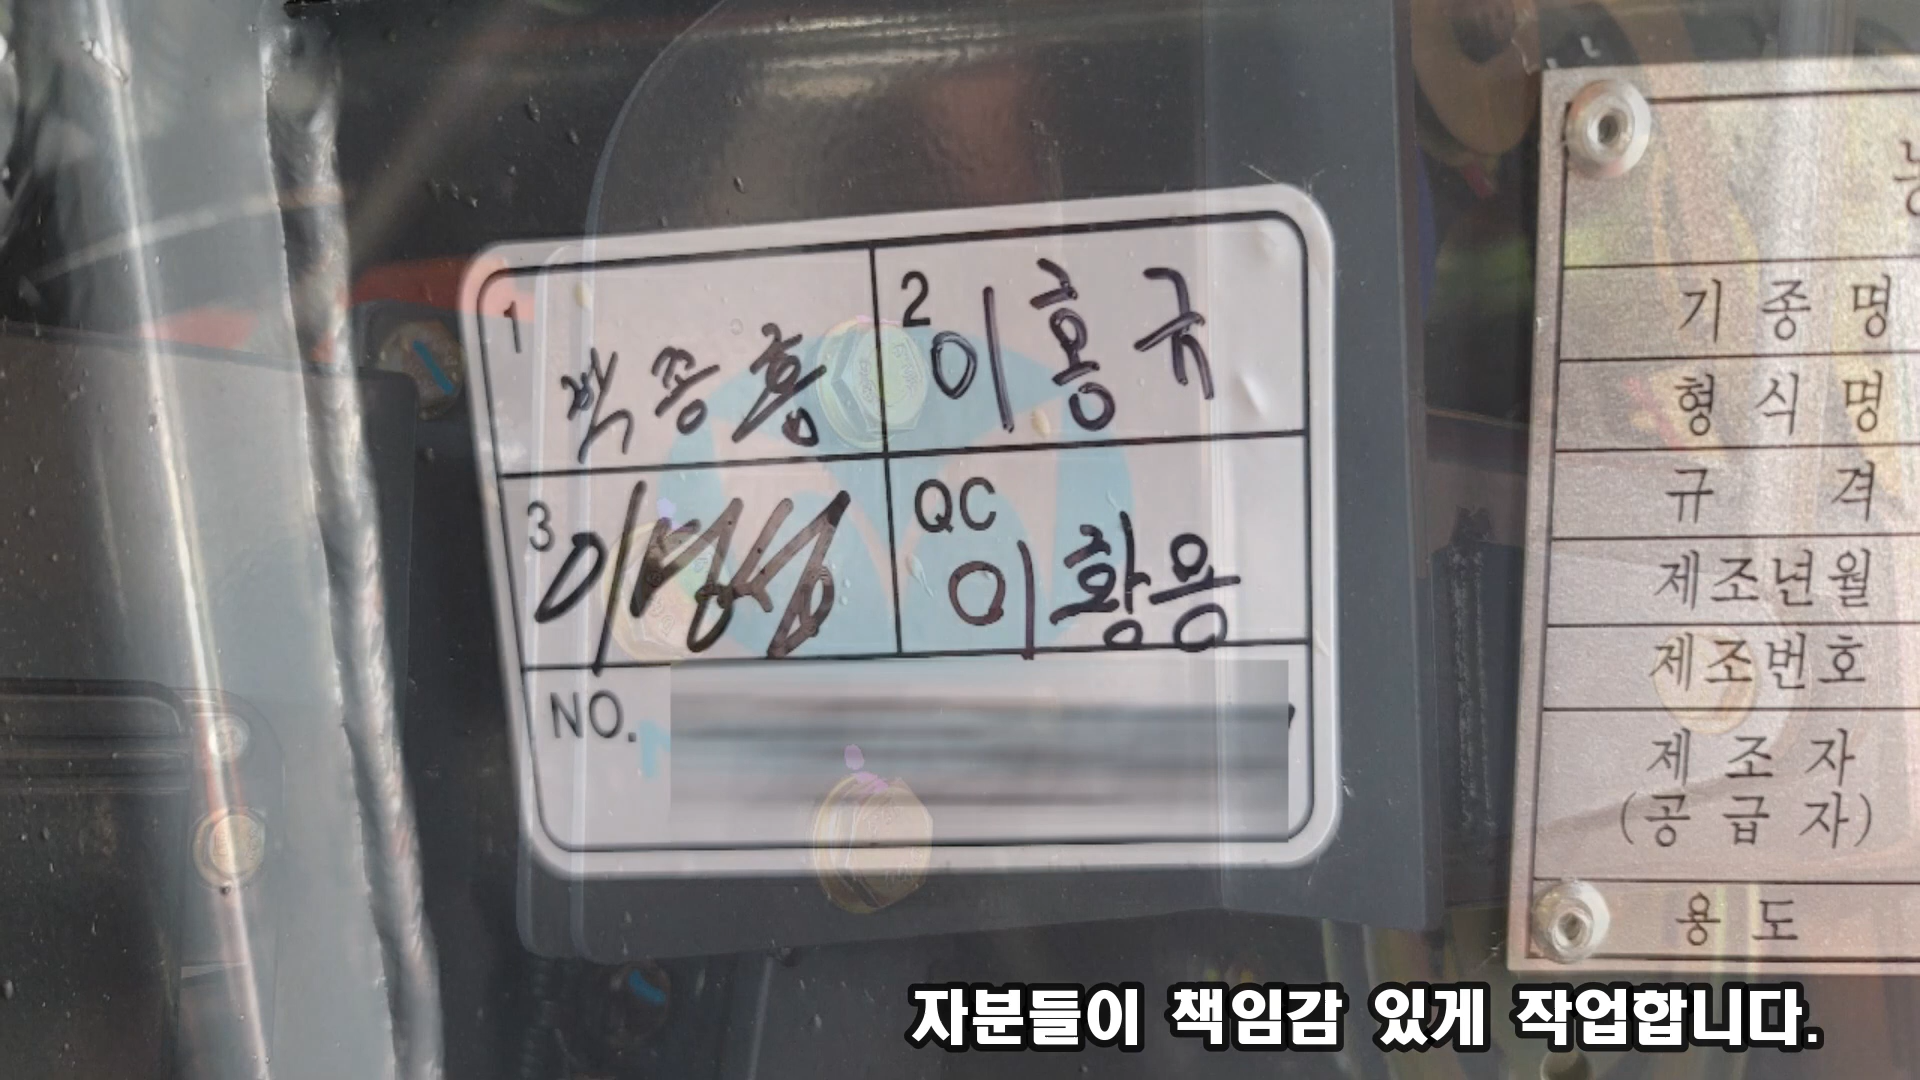 1
박종홍
2
이홍규
3
이명섭
QC
이황용
NO.
기종명
형식명
규격
제조년월
제조번호
제조자
(공급자)
용도
자분들이 책임감 있게 작업합니다.